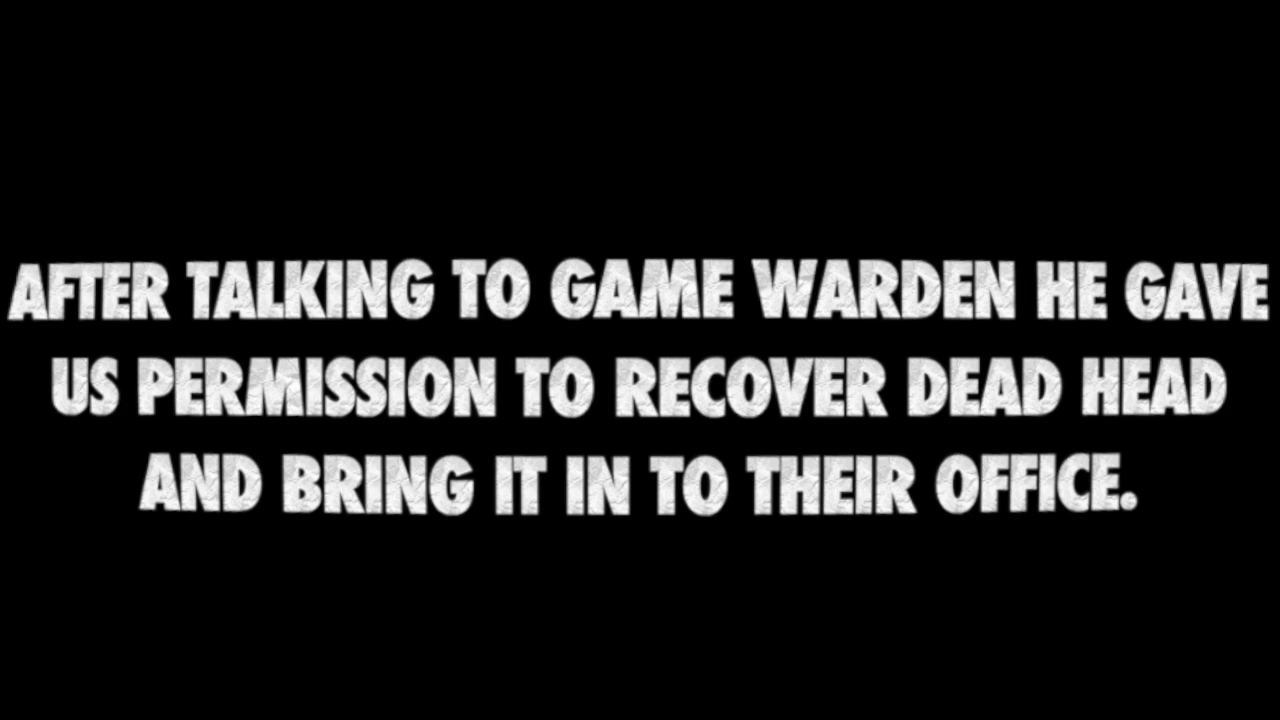 AFTER TALKING TO GAME WARDEN HE GAVE
US PERMISSION TO RECOVER DEAD HEAD
AND BRING IT IN TO THEIR OFFICE.